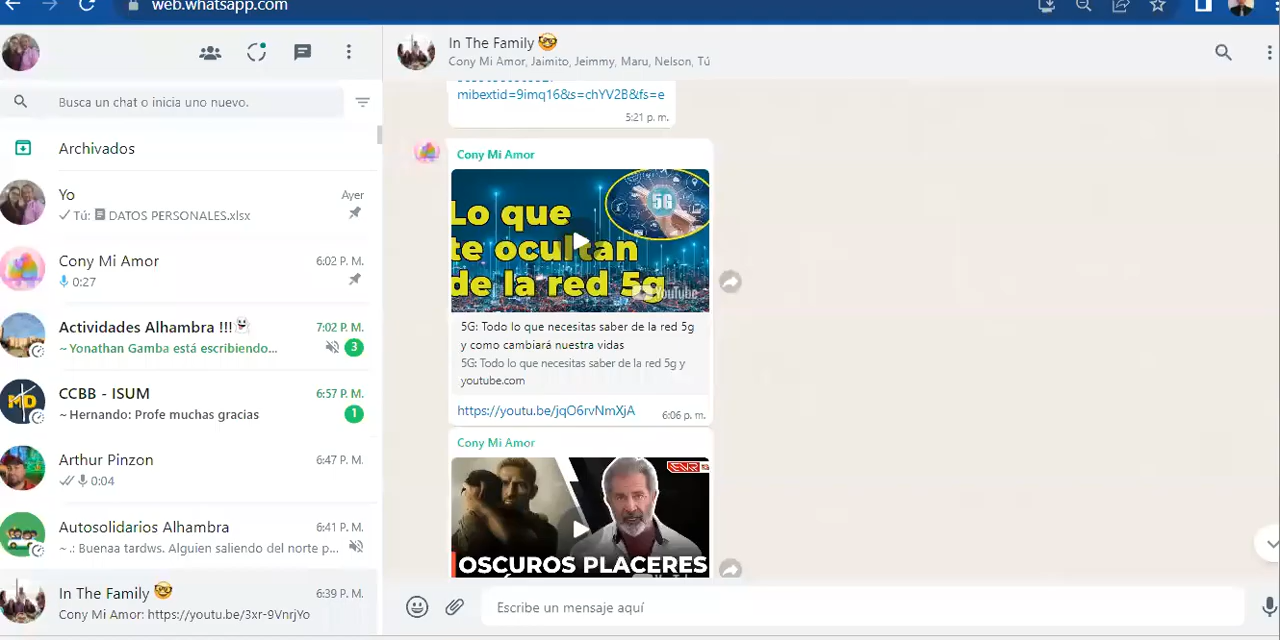 web.whatsapp.com
Busca un chat o inicia uno nuevo.
Archivados
Yo
Ayer
Tú: DATOS PERSONALES.xlsx
Cony Mi Amor
6:02 P. M.
0:27
Actividades Alhambra !!!
7:02 P. M.
~ Yonathan Gamba está escribiendo...
3
CCBB - ISUM
6:57 P. M.
MD
~ Hernando: Profe muchas gracias
1
Arthur Pinzon
6:47 P. M.
0:04
Autosolidarios Alhambra
6:41 P. M.
~ .: Buenaa tardws. Alguien saliendo del norte p...
In The Family
6:39 P. M.
Cony Mi Amor: https://youtu.be/3xr-9VnrjYo
In The Family
Cony Mi Amor, Jaimito, Jeimmy, Maru, Nelson, Tú
mibextid=9imq16&s=chYV2B&fs=e
5:21 p. m.
Cony Mi Amor
5G
Lo que
te ocultan
de la red 5g
YouTube
5G: Todo lo que necesitas saber de la red 5g
y como cambiará nuestra vidas
5G: Todo lo que necesitas saber de la red 5g y
youtube.com
https://youtu.be/jqO6rvNmXjA
6:06 p. m.
Cony Mi Amor
OSCUROS PLACERES
Escribe un mensaje aquí